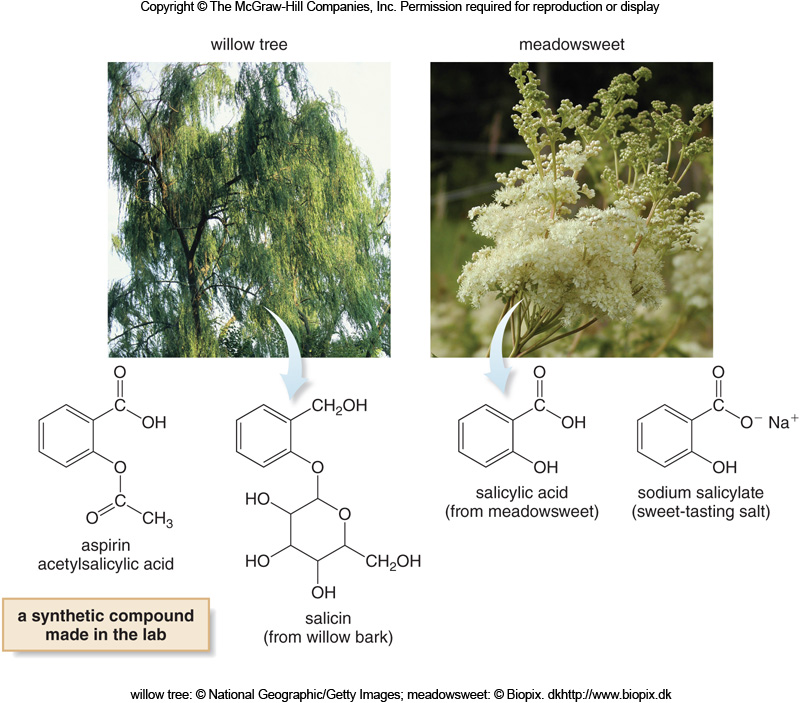 Copyright © The McGraw-Hill Companies, Inc. Permission required for reproduction or display
willow tree
meadowsweet
O
C
OH
O
C
O
CH₃
aspirin
acetylsalicylic acid
a synthetic compound
made in the lab
CH₂OH
O
HO
O
HO
CH₂OH
OH
salicin
(from willow bark)
O
C
OH
OH
salicylic acid
(from meadowsweet)
O
C
O⁻ Na⁺
OH
sodium salicylate
(sweet-tasting salt)
willow tree: © National Geographic/Getty Images; meadowsweet: © Biopix. dkhttp://www.biopix.dk